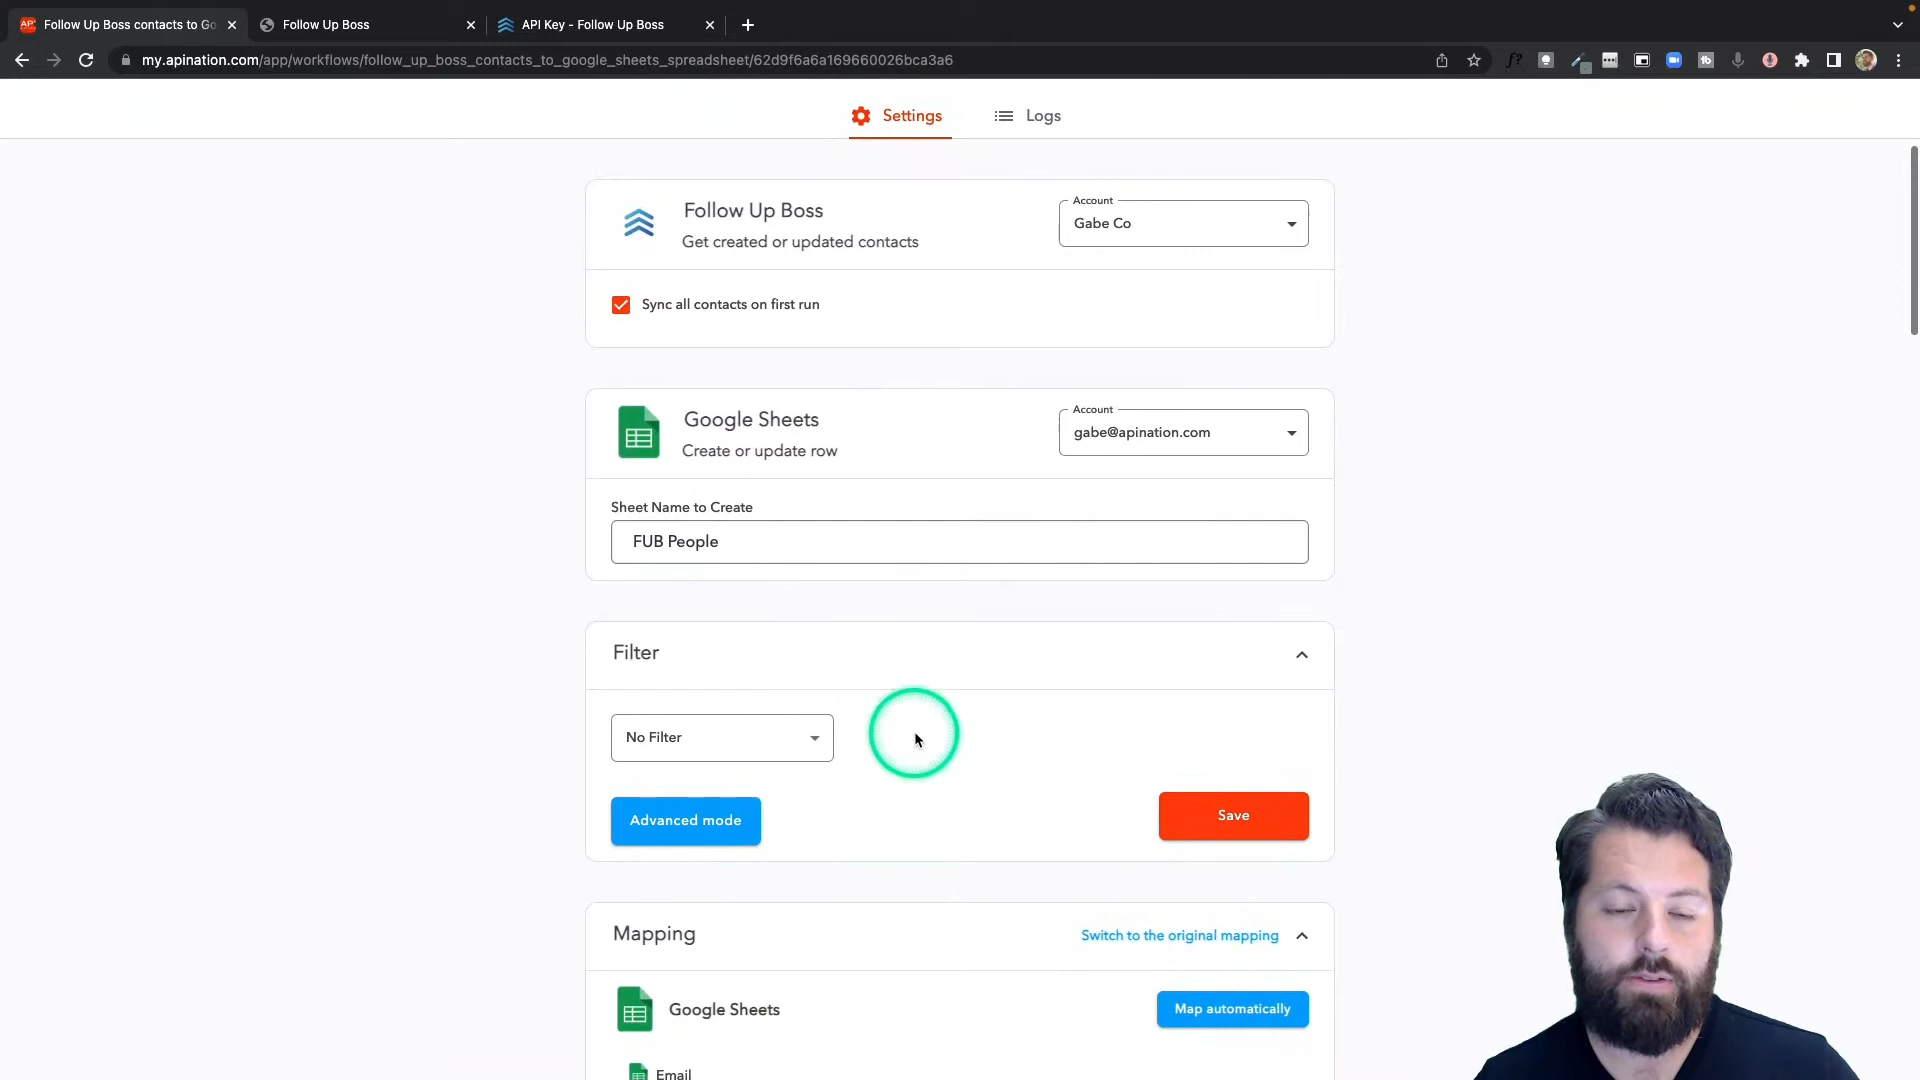 Follow Up Boss contacts to Go
Follow Up Boss
API Key - Follow Up Boss
my.apination.com/app/workflows/follow_up_boss_contacts_to_google_sheets_spreadsheet/62d9f6a6a169660026bca3a6
Settings
Logs
Follow Up Boss
Get created or updated contacts
Account
Gabe Co
Sync all contacts on first run
Google Sheets
Create or update row
Account
gabe@apination.com
Sheet Name to Create
FUB People
Filter
No Filter
Advanced mode
Save
Mapping
Switch to the original mapping
Google Sheets
Map automatically
Email